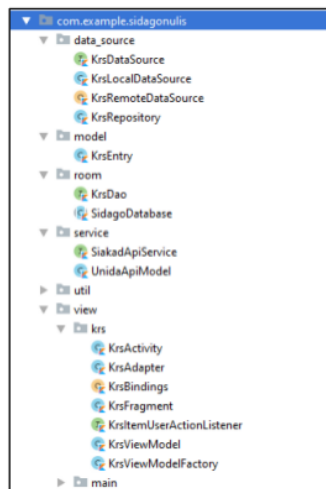 com.example.sidagonulis
data_source
KrsDataSource
KrsLocalDataSource
KrsRemoteDataSource
KrsRepository
model
KrsEntry
room
KrsDao
SidagoDatabase
service
SiakadApiService
UnidaApiModel
util
view
krs
KrsActivity
KrsAdapter
KrsBindings
KrsFragment
KrsItemUserActionListener
KrsViewModel
KrsViewModelFactory
main